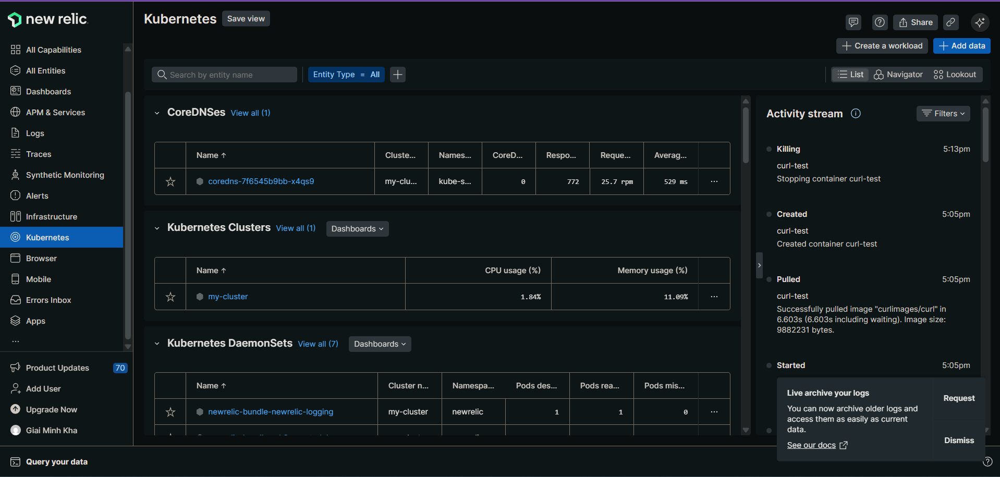 new relic
All Capabilities
All Entities
Dashboards
APM & Services
Logs
Traces
Synthetic Monitoring
Alerts
Infrastructure
Kubernetes
Browser
Mobile
Errors Inbox
Apps
...
Product Updates 70
Add User
Upgrade Now
Giai Minh Kha
Query your data
Kubernetes Save view
Share
Create a workload Add data
Search by entity name Entity Type = All List Navigator Lookout
CoreDNSes View all (1)
Name ↑ Cluste... Names... CoreD... Respo... Reque... Averag...
coredns-7f6545b9bb-x4qs9 my-clu... kube-s... 0 772 25.7 rpm 529 ms ...
Kubernetes Clusters View all (1) Dashboards
Name ↑ CPU usage (%) Memory usage (%)
my-cluster 1.84% 11.09% ...
Kubernetes DaemonSets View all (7) Dashboards
Name ↑ Cluster n... Namespa... Pods des... Pods rea... Pods mis...
newrelic-bundle-newrelic-logging my-cluster newrelic 1 1 0 ...
Activity stream Filters
Killing 5:13pm
curl-test
Stopping container curl-test
Created 5:05pm
curl-test
Created container curl-test
Pulled 5:05pm
curl-test
Successfully pulled image "curlimages/curl" in
6.603s (6.603s including waiting). Image size:
9882231 bytes.
Started 5:05pm
Live archive your logs
Request
You can now archive older logs and
access them as easily as current
data.
Dismiss
See our docs